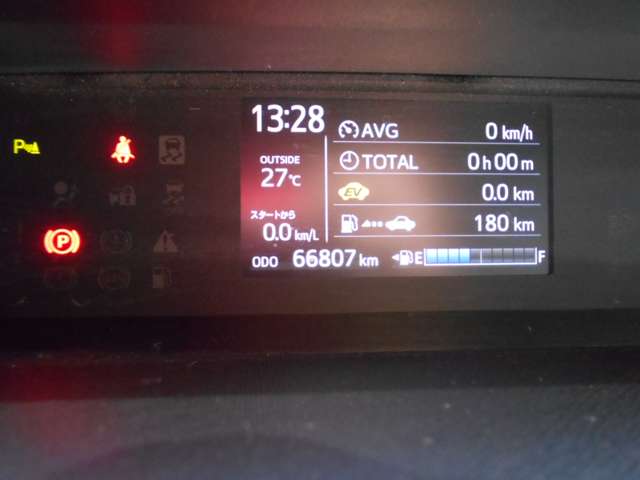 13:28
AVG 0 km/h
OUTSIDE
27℃
TOTAL 0h00m
EV 0.0 km
スタートから
0.0 km/L
180 km
ODO 66807 km
E F
P
P